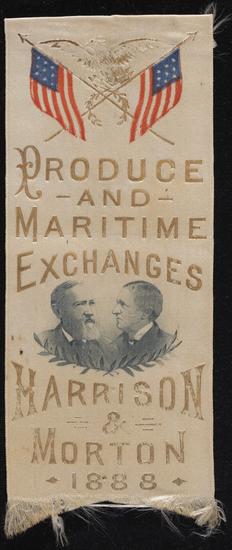 PRODUCE
-AND-
MARITIME
EXCHANGES
HARRISON
&
MORTON
1888